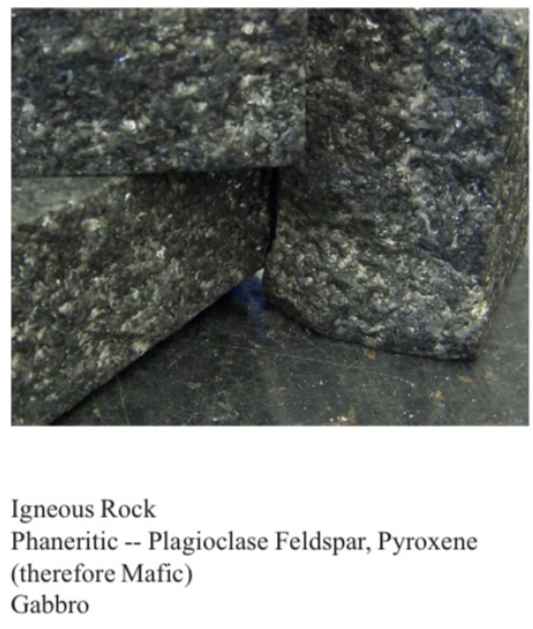 Igneous Rock
Phaneritic -- Plagioclase Feldspar, Pyroxene
(therefore Mafic)
Gabbro